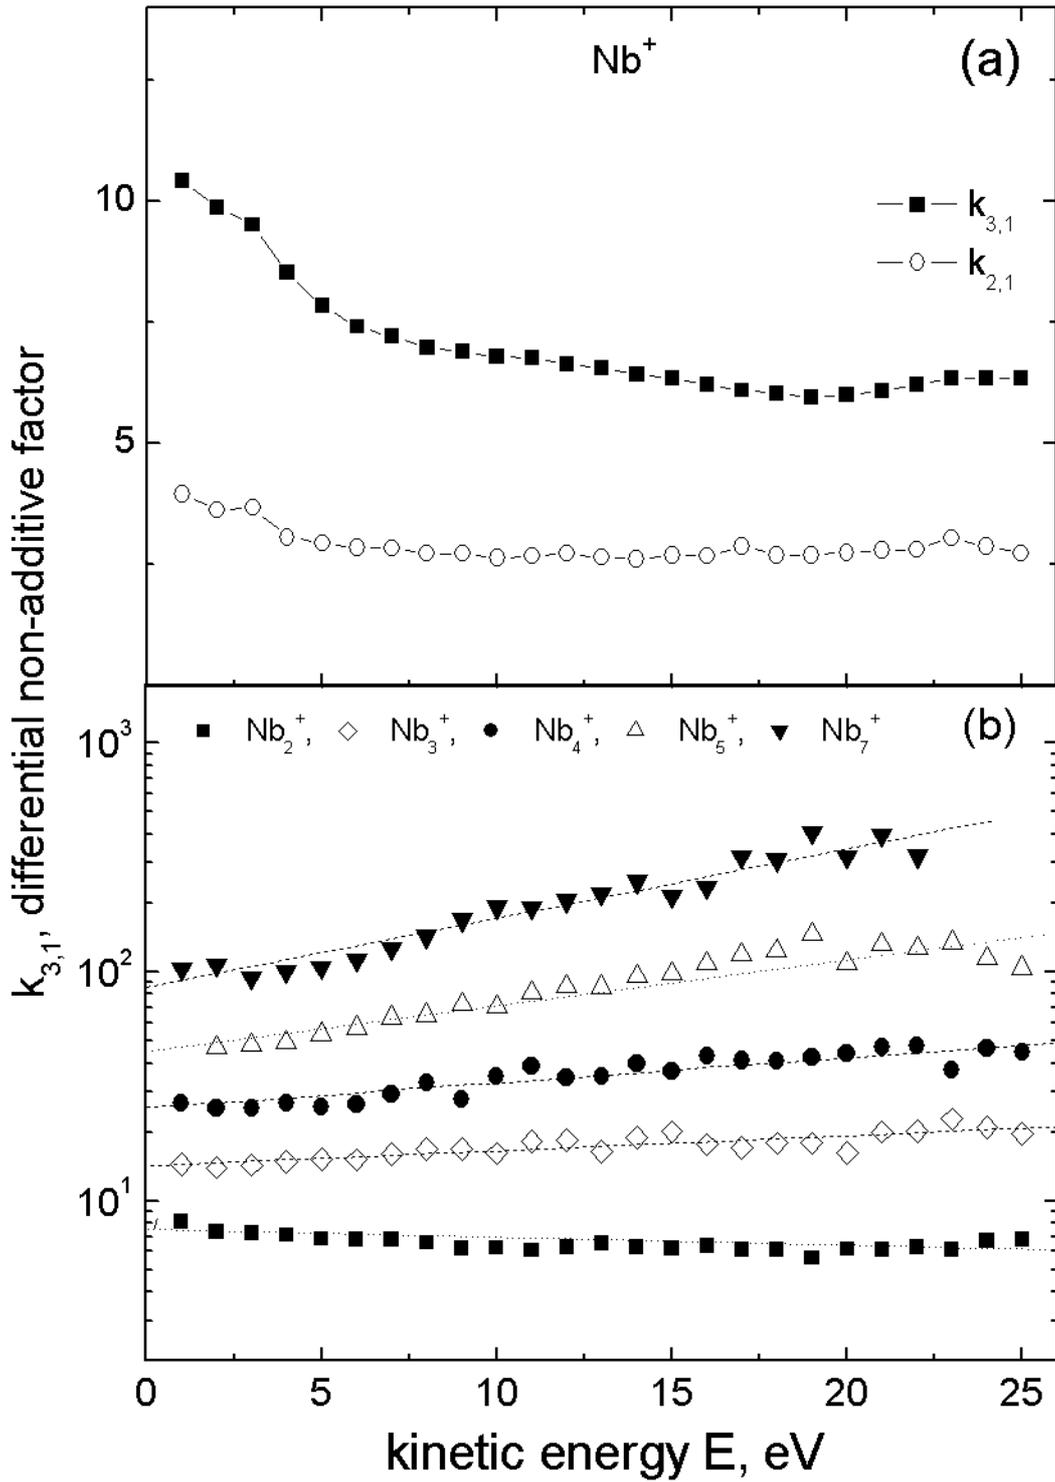 Nb⁺ (a)
10
k₃,₁
k₂,₁
5
k₃,₁, differential non-additive factor
Nb₂⁺, Nb₃⁺, Nb₄⁺, Nb₅⁺, Nb₇⁺ (b)
10³
10²
10¹
0 5 10 15 20 25
kinetic energy E, eV